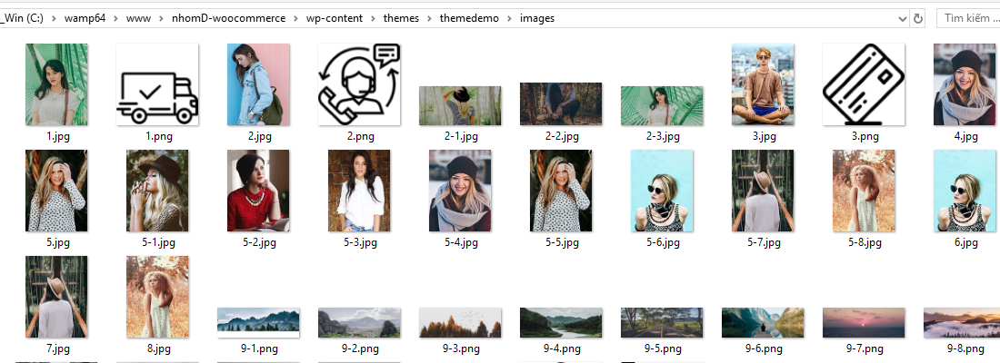 _Win (C:) > wamp64 > www > nhomD-woocommerce > wp-content > themes > themedemo > images
Tìm kiếm ...
1.jpg 1.png 2.jpg 2.png 2-1.jpg 2-2.jpg 2-3.jpg 3.jpg 3.png 4.jpg
5.jpg 5-1.jpg 5-2.jpg 5-3.jpg 5-4.jpg 5-5.jpg 5-6.jpg 5-7.jpg 5-8.jpg 6.jpg
7.jpg 8.jpg 9-1.png 9-2.png 9-3.png 9-4.png 9-5.png 9-6.png 9-7.png 9-8.png